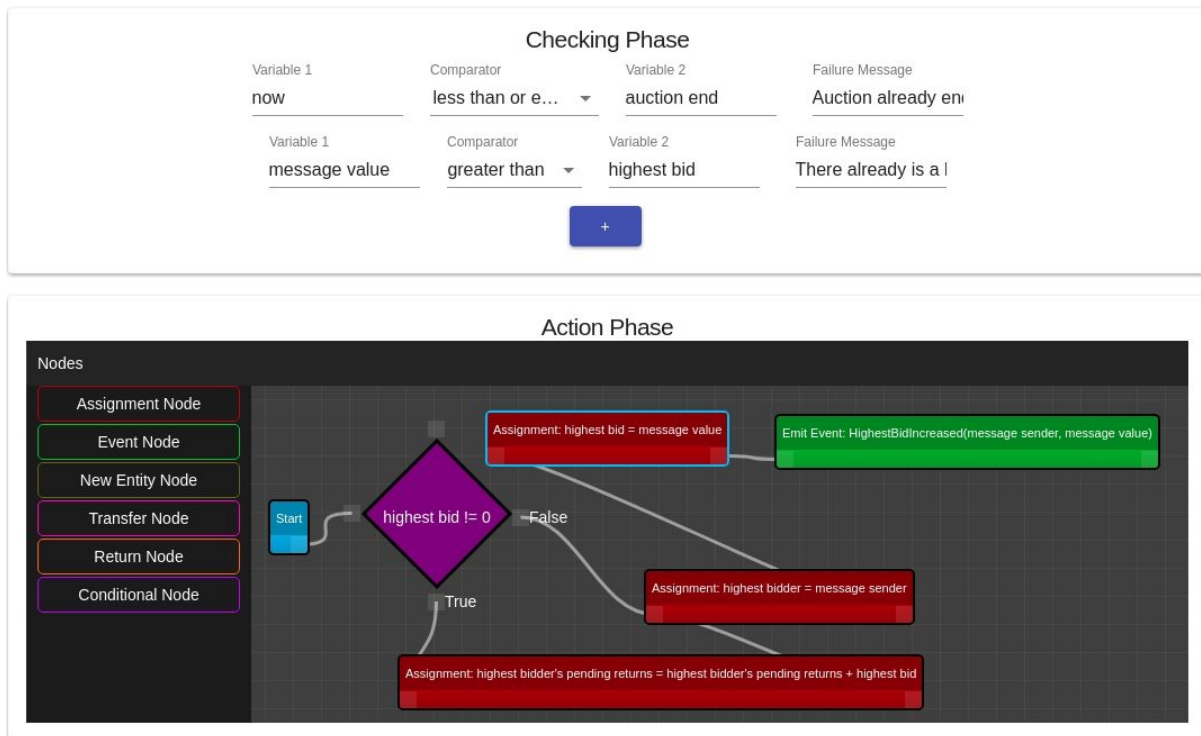 Checking Phase
Variable 1 Comparator Variable 2 Failure Message
now less than or e... auction end Auction already en
Variable 1 Comparator Variable 2 Failure Message
message value greater than highest bid There already is a
+
Action Phase
Nodes
Assignment Node
Event Node
New Entity Node
Transfer Node
Return Node
Conditional Node
Start
highest bid != 0
False
True
Assignment: highest bid = message value
Emit Event: HighestBidIncreased(message sender, message value)
Assignment: highest bidder = message sender
Assignment: highest bidder's pending returns = highest bidder's pending returns + highest bid